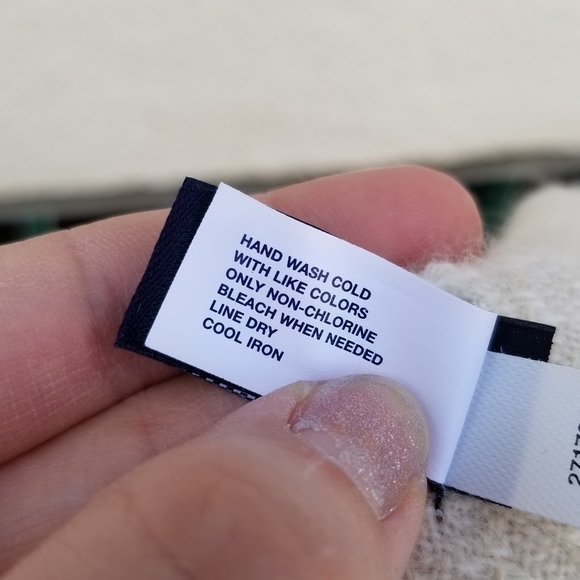 HAND WASH COLD
WITH LIKE COLORS
ONLY NON-CHLORINE
BLEACH WHEN NEEDED
LINE DRY
COOL IRON